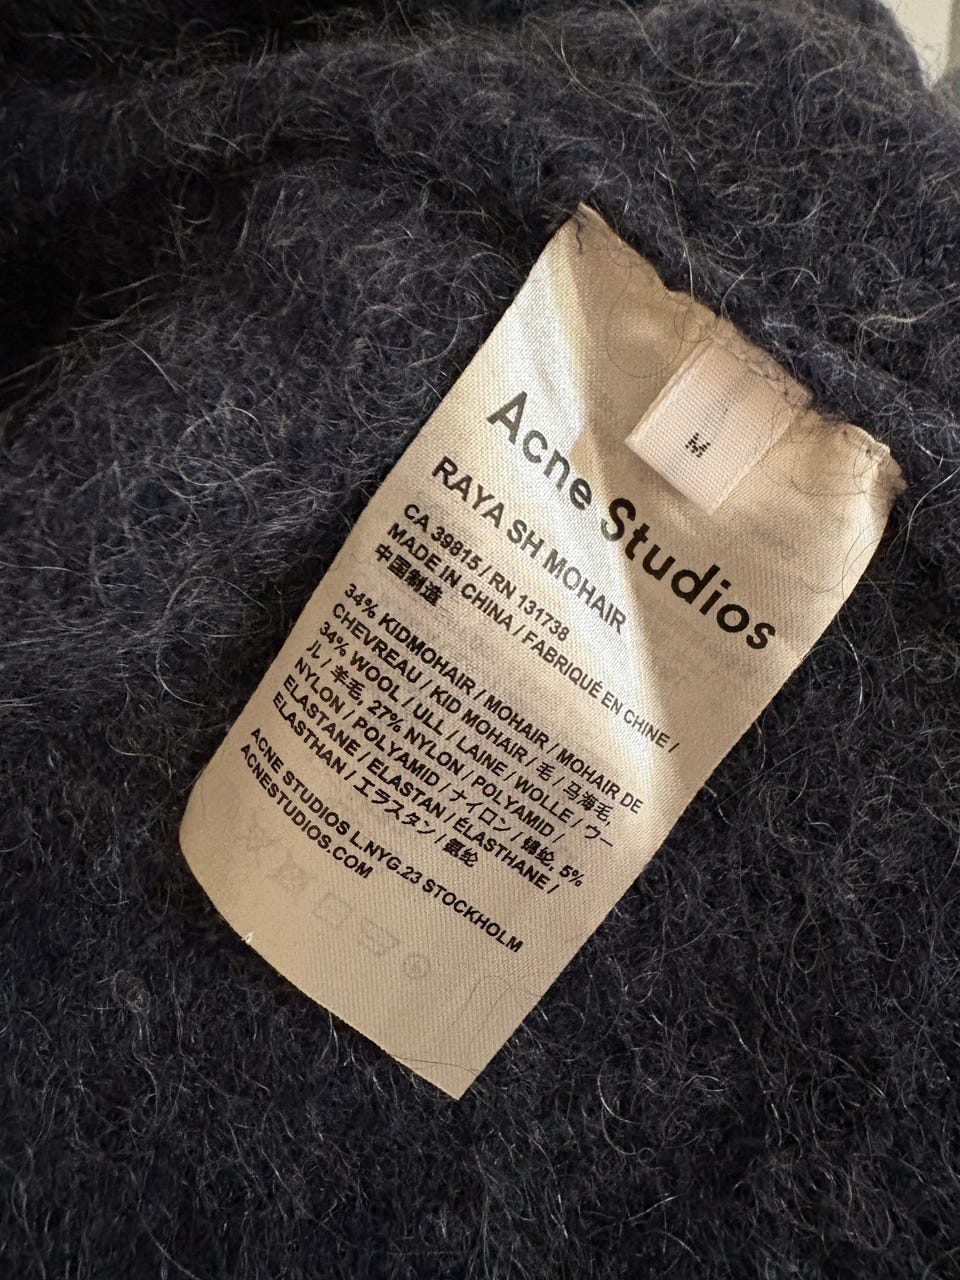 M
Acne Studios
RAYA SH MOHAIR
CA 39815 / RN 131738
MADE IN CHINA / FABRIQUÉ EN CHINE /
中国制造
34% KIDMOHAIR / MOHAIR / MOHAIR DE
CHEVREAU / KID MOHAIR / 毛 / 马海毛,
34% WOOL / ULL / LAINE / WOLLE / ウー
ル / 羊毛, 27% NYLON / POLYAMID /
NYLON / POLYAMID / ナイロン / 锦纶, 5%
ELASTANE / ELASTAN / ÉLASTHANE /
ELASTHAN / エラスタン / 氨纶
ACNE STUDIOS L.NYG.23 STOCKHOLM
ACNESTUDIOS.COM